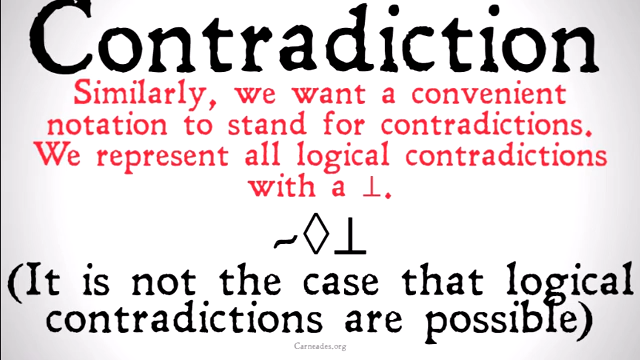 Contradiction
Similarly, we want a convenient
notation to stand for contradictions.
We represent all logical contradictions
with a ⊥.
~◊⊥
(It is not the case that logical
contradictions are possible)
Carneades.org